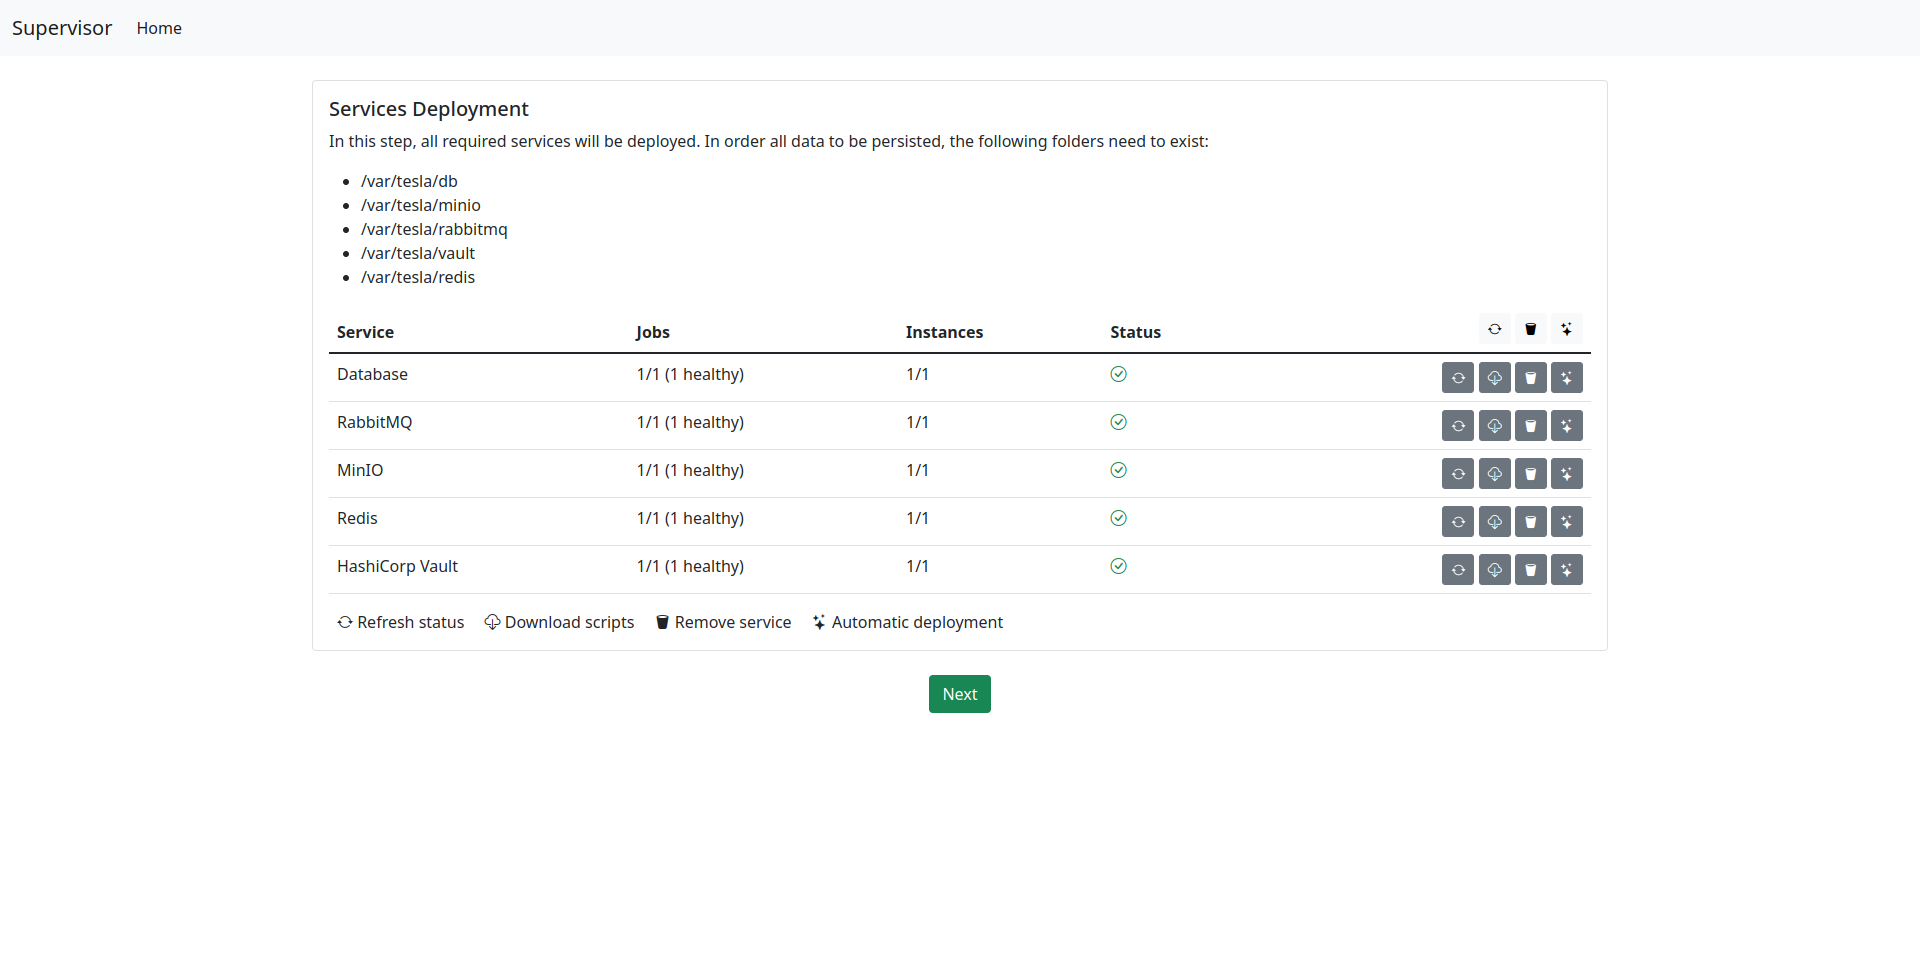 Supervisor Home
Services Deployment
In this step, all required services will be deployed. In order all data to be persisted, the following folders need to exist:
/var/tesla/db
/var/tesla/minio
/var/tesla/rabbitmq
/var/tesla/vault
/var/tesla/redis
Service Jobs Instances Status
Database 1/1 (1 healthy) 1/1
RabbitMQ 1/1 (1 healthy) 1/1
MinIO 1/1 (1 healthy) 1/1
Redis 1/1 (1 healthy) 1/1
HashiCorp Vault 1/1 (1 healthy) 1/1
Refresh status Download scripts Remove service Automatic deployment
Next